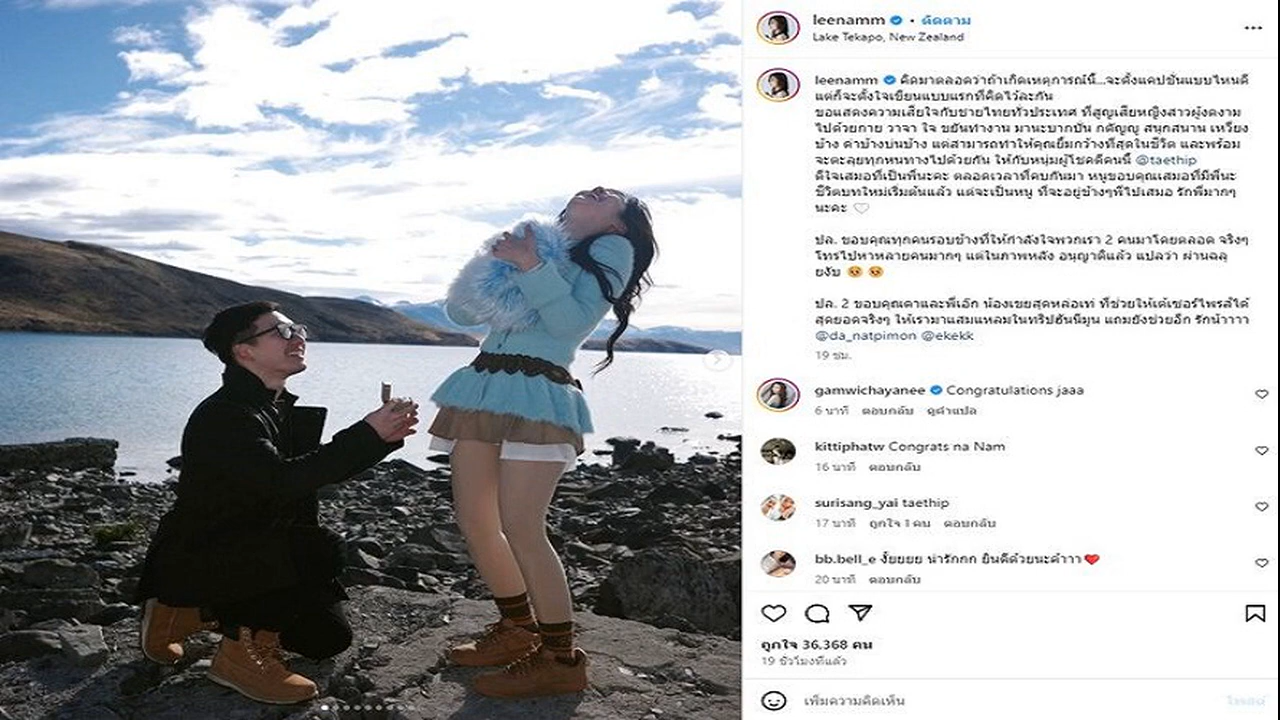 leenamm • ติดตาม
Lake Tekapo, New Zealand
leenamm คิดมาตลอดว่าถ้าเกิดเหตุการณ์นี้...จะตั้งแคปชั่นแบบไหนดี
แต่ก็จะตั้งใจเขียนแบบแรกที่คิดไว้ละกัน
ขอแสดงความเสียใจกับชายไทยทั่วประเทศ ที่สูญเสียหญิงสาวผู้งดงาม
ไปด้วยกาย วาจา ใจ ขยันทำงาน มานะบากบั่น กตัญญู สนุกสนาน เหวี่ยง
บ้าง ด่าบ้างบ่นบ้าง แต่สามารถทำให้คุณยิ้มกว้างที่สุดในชีวิต และพร้อม
จะตะลุยทุกหนทางไปด้วยกัน ให้กับหนุ่มผู้โชคดีคนนี้ @taethip
ดีใจเสมอที่เป็นพี่นะคะ ตลอดเวลาที่คบกันมา หนูขอบคุณเสมอที่มีพี่นะ
ชีวิตบทใหม่เริ่มต้นแล้ว แต่จะเป็นหนู ที่จะอยู่ข้างๆพี่ไปเสมอ รักพี่มากๆ
นะคะ 🤍
ปล. ขอบคุณทุกคนรอบข้างที่ให้กำลังใจพวกเรา 2 คนมาโดยตลอด จริงๆ
โทรไปหาหลายคนมากๆ แต่ในภาพหลัง อนุญาติแล้ว แปลว่า ผ่านฉลุ
ยงับ 😡 😡
ปล. 2 ขอบคุณดาและพี่เอ้ก น้องเขยสุดหล่อเท่ ที่ช่วยให้เต้เซอร์ไพรส์ได้
สุดยอดจริงๆ ให้เรามาแสมแหลมในทริปฮันนีมูน แถมยังช่วยอีก รักน้าาาา
@da_natpimon @ekekk
19 ชม.
gamwichayanee Congratulations jaaa
6 นาที ตอบกลับ ดูคำแปล
kittiphatw Congrats na Nam
16 นาที ตอบกลับ
surisang_yai taethip
17 นาที ถูกใจ 1 คน ตอบกลับ
bb.bell_e งั้ยยยย น่ารักกก ยินดีด้วยนะค้าาา❤️
20 นาที ตอบกลับ
ถูกใจ 36,368 คน
19 ชั่วโมงที่แล้ว
เพิ่มความคิดเห็น
โพสต์